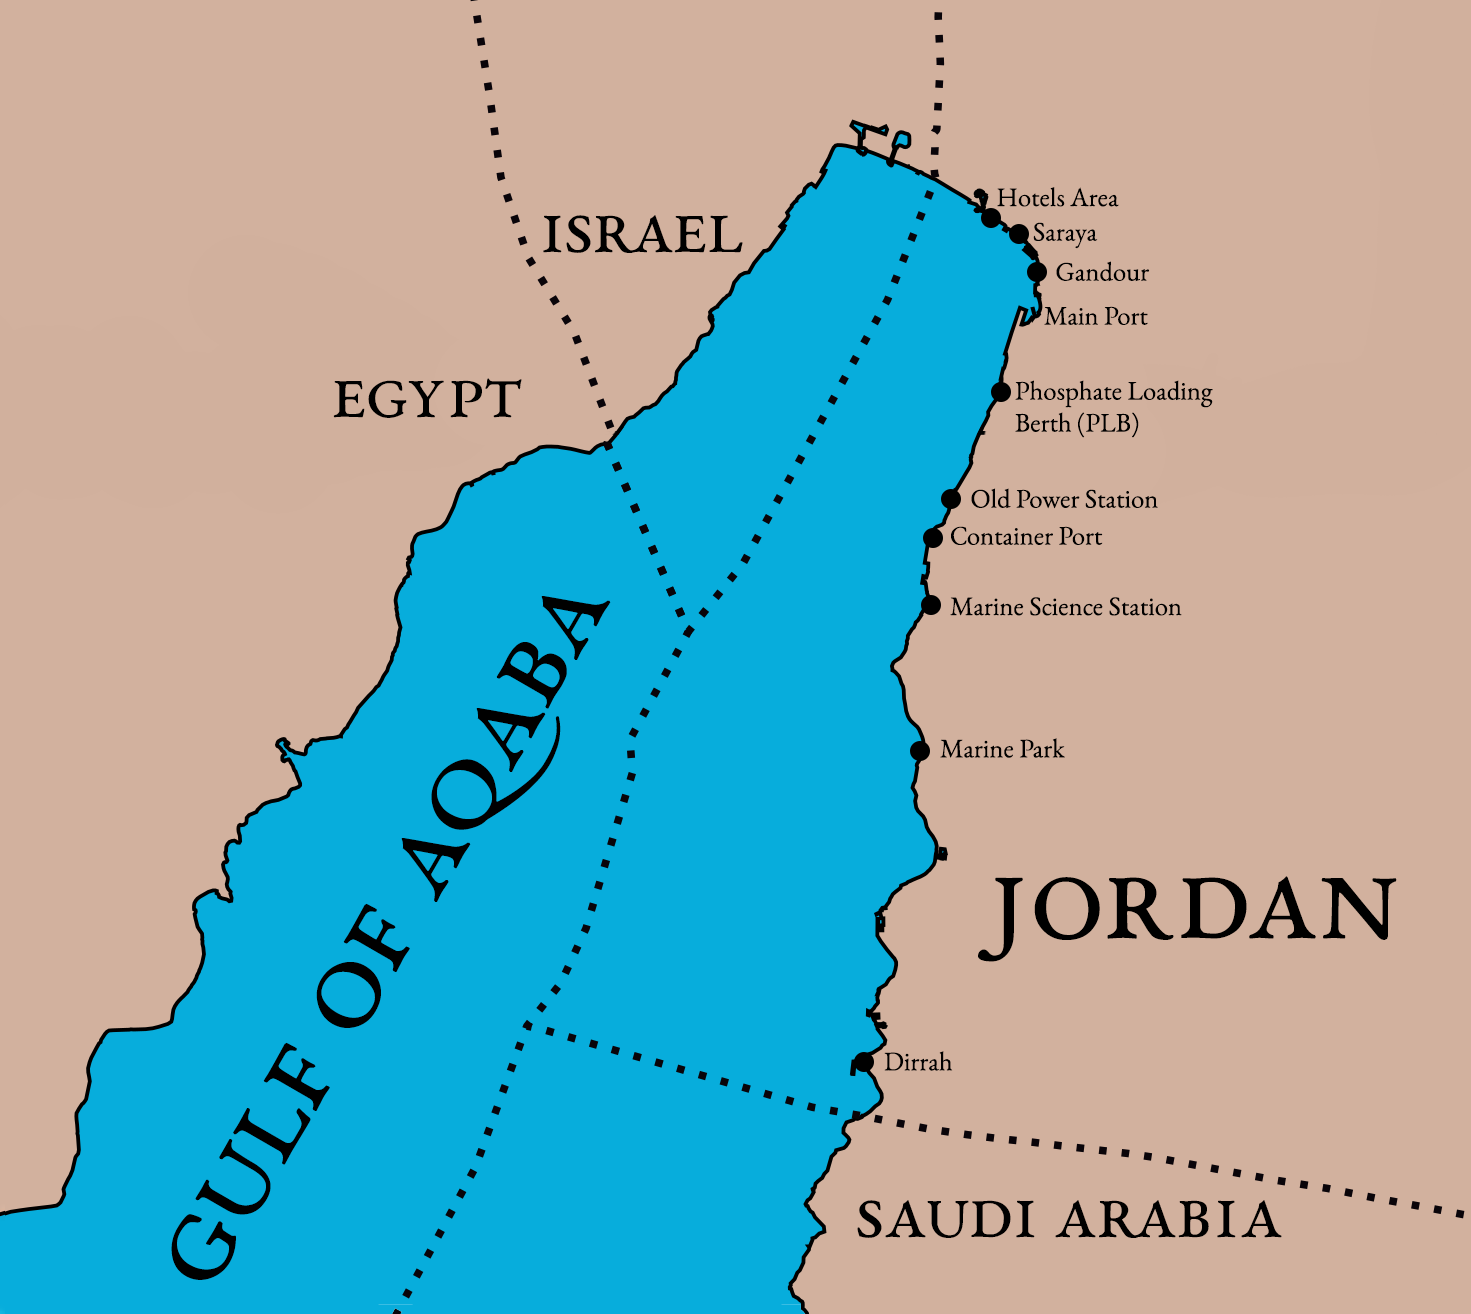 Hotels Area
ISRAEL
Saraya
Gandour
Main Port
EGYPT
Phosphate Loading
Berth (PLB)
Old Power Station
Container Port
Marine Science Station
Marine Park
GULF OF AQABA
JORDAN
Dirrah
SAUDI ARABIA